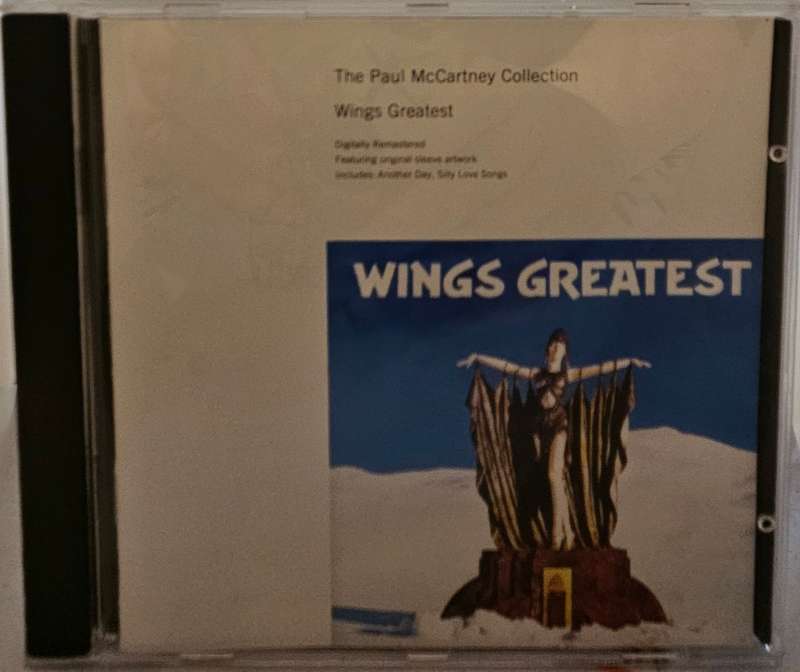 The Paul McCartney Collection
Wings Greatest
Digitally Remastered
Featuring original sleeve artwork
Includes: Another Day, Silly Love Songs
WINGS GREATEST